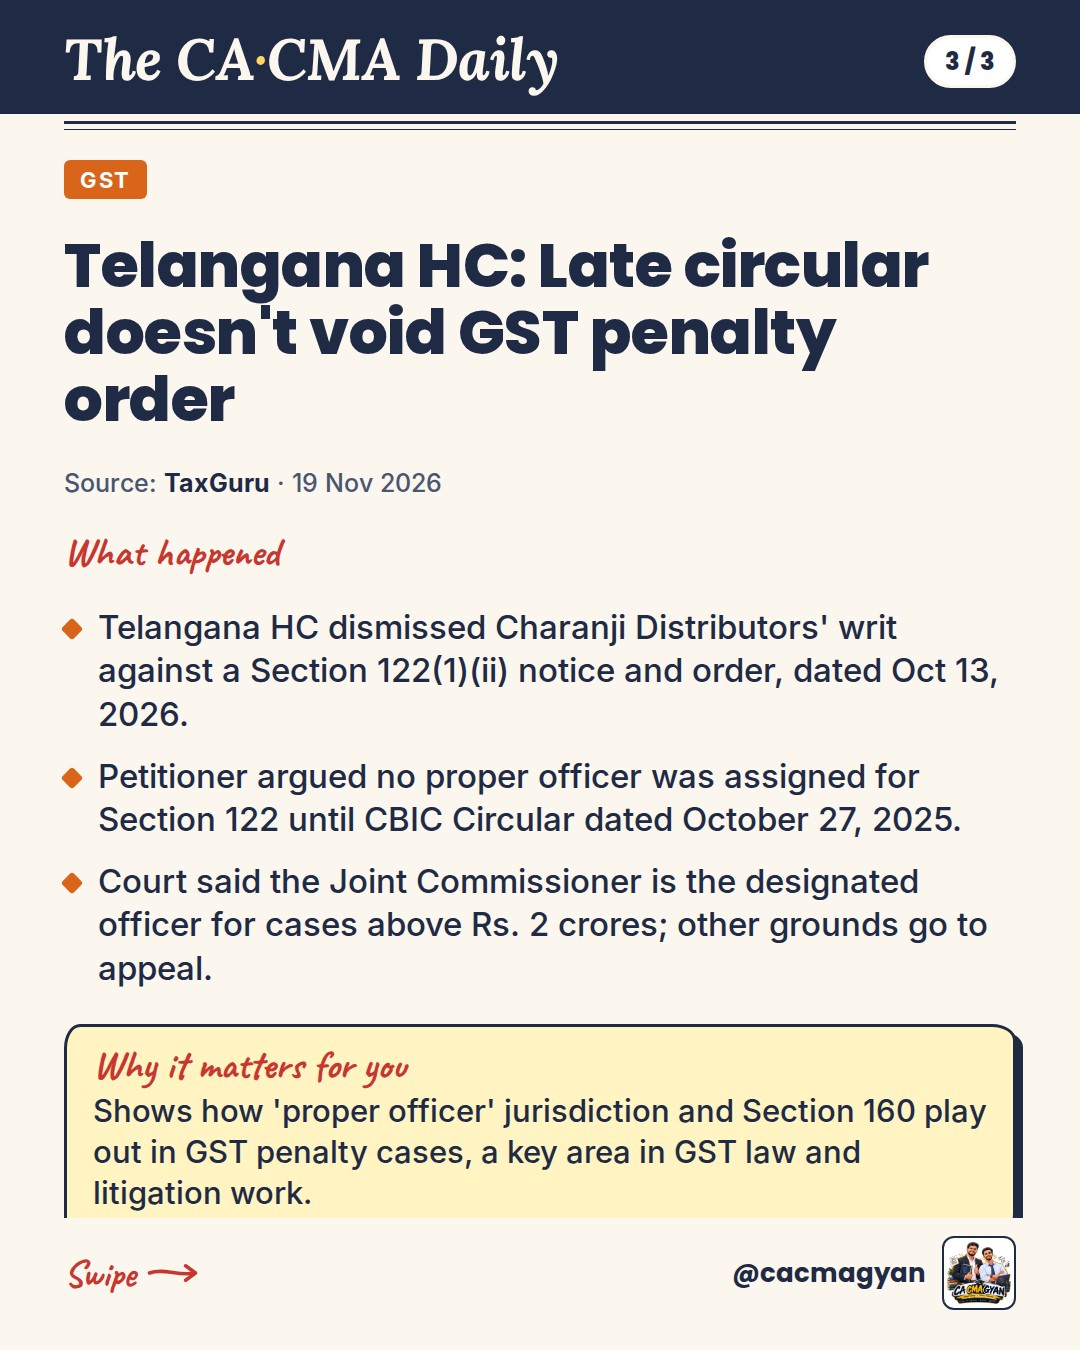 The CA·CMA Daily
3 / 3
GST
Telangana HC: Late circular
doesn't void GST penalty
order
Source: TaxGuru · 19 Nov 2026
What happened
Telangana HC dismissed Charanji Distributors' writ
against a Section 122(1)(ii) notice and order, dated Oct 13,
2026.
Petitioner argued no proper officer was assigned for
Section 122 until CBIC Circular dated October 27, 2025.
Court said the Joint Commissioner is the designated
officer for cases above Rs. 2 crores; other grounds go to
appeal.
Why it matters for you
Shows how 'proper officer' jurisdiction and Section 160 play
out in GST penalty cases, a key area in GST law and
litigation work.
Swipe
@cacmagyan
CA CMA GYAN